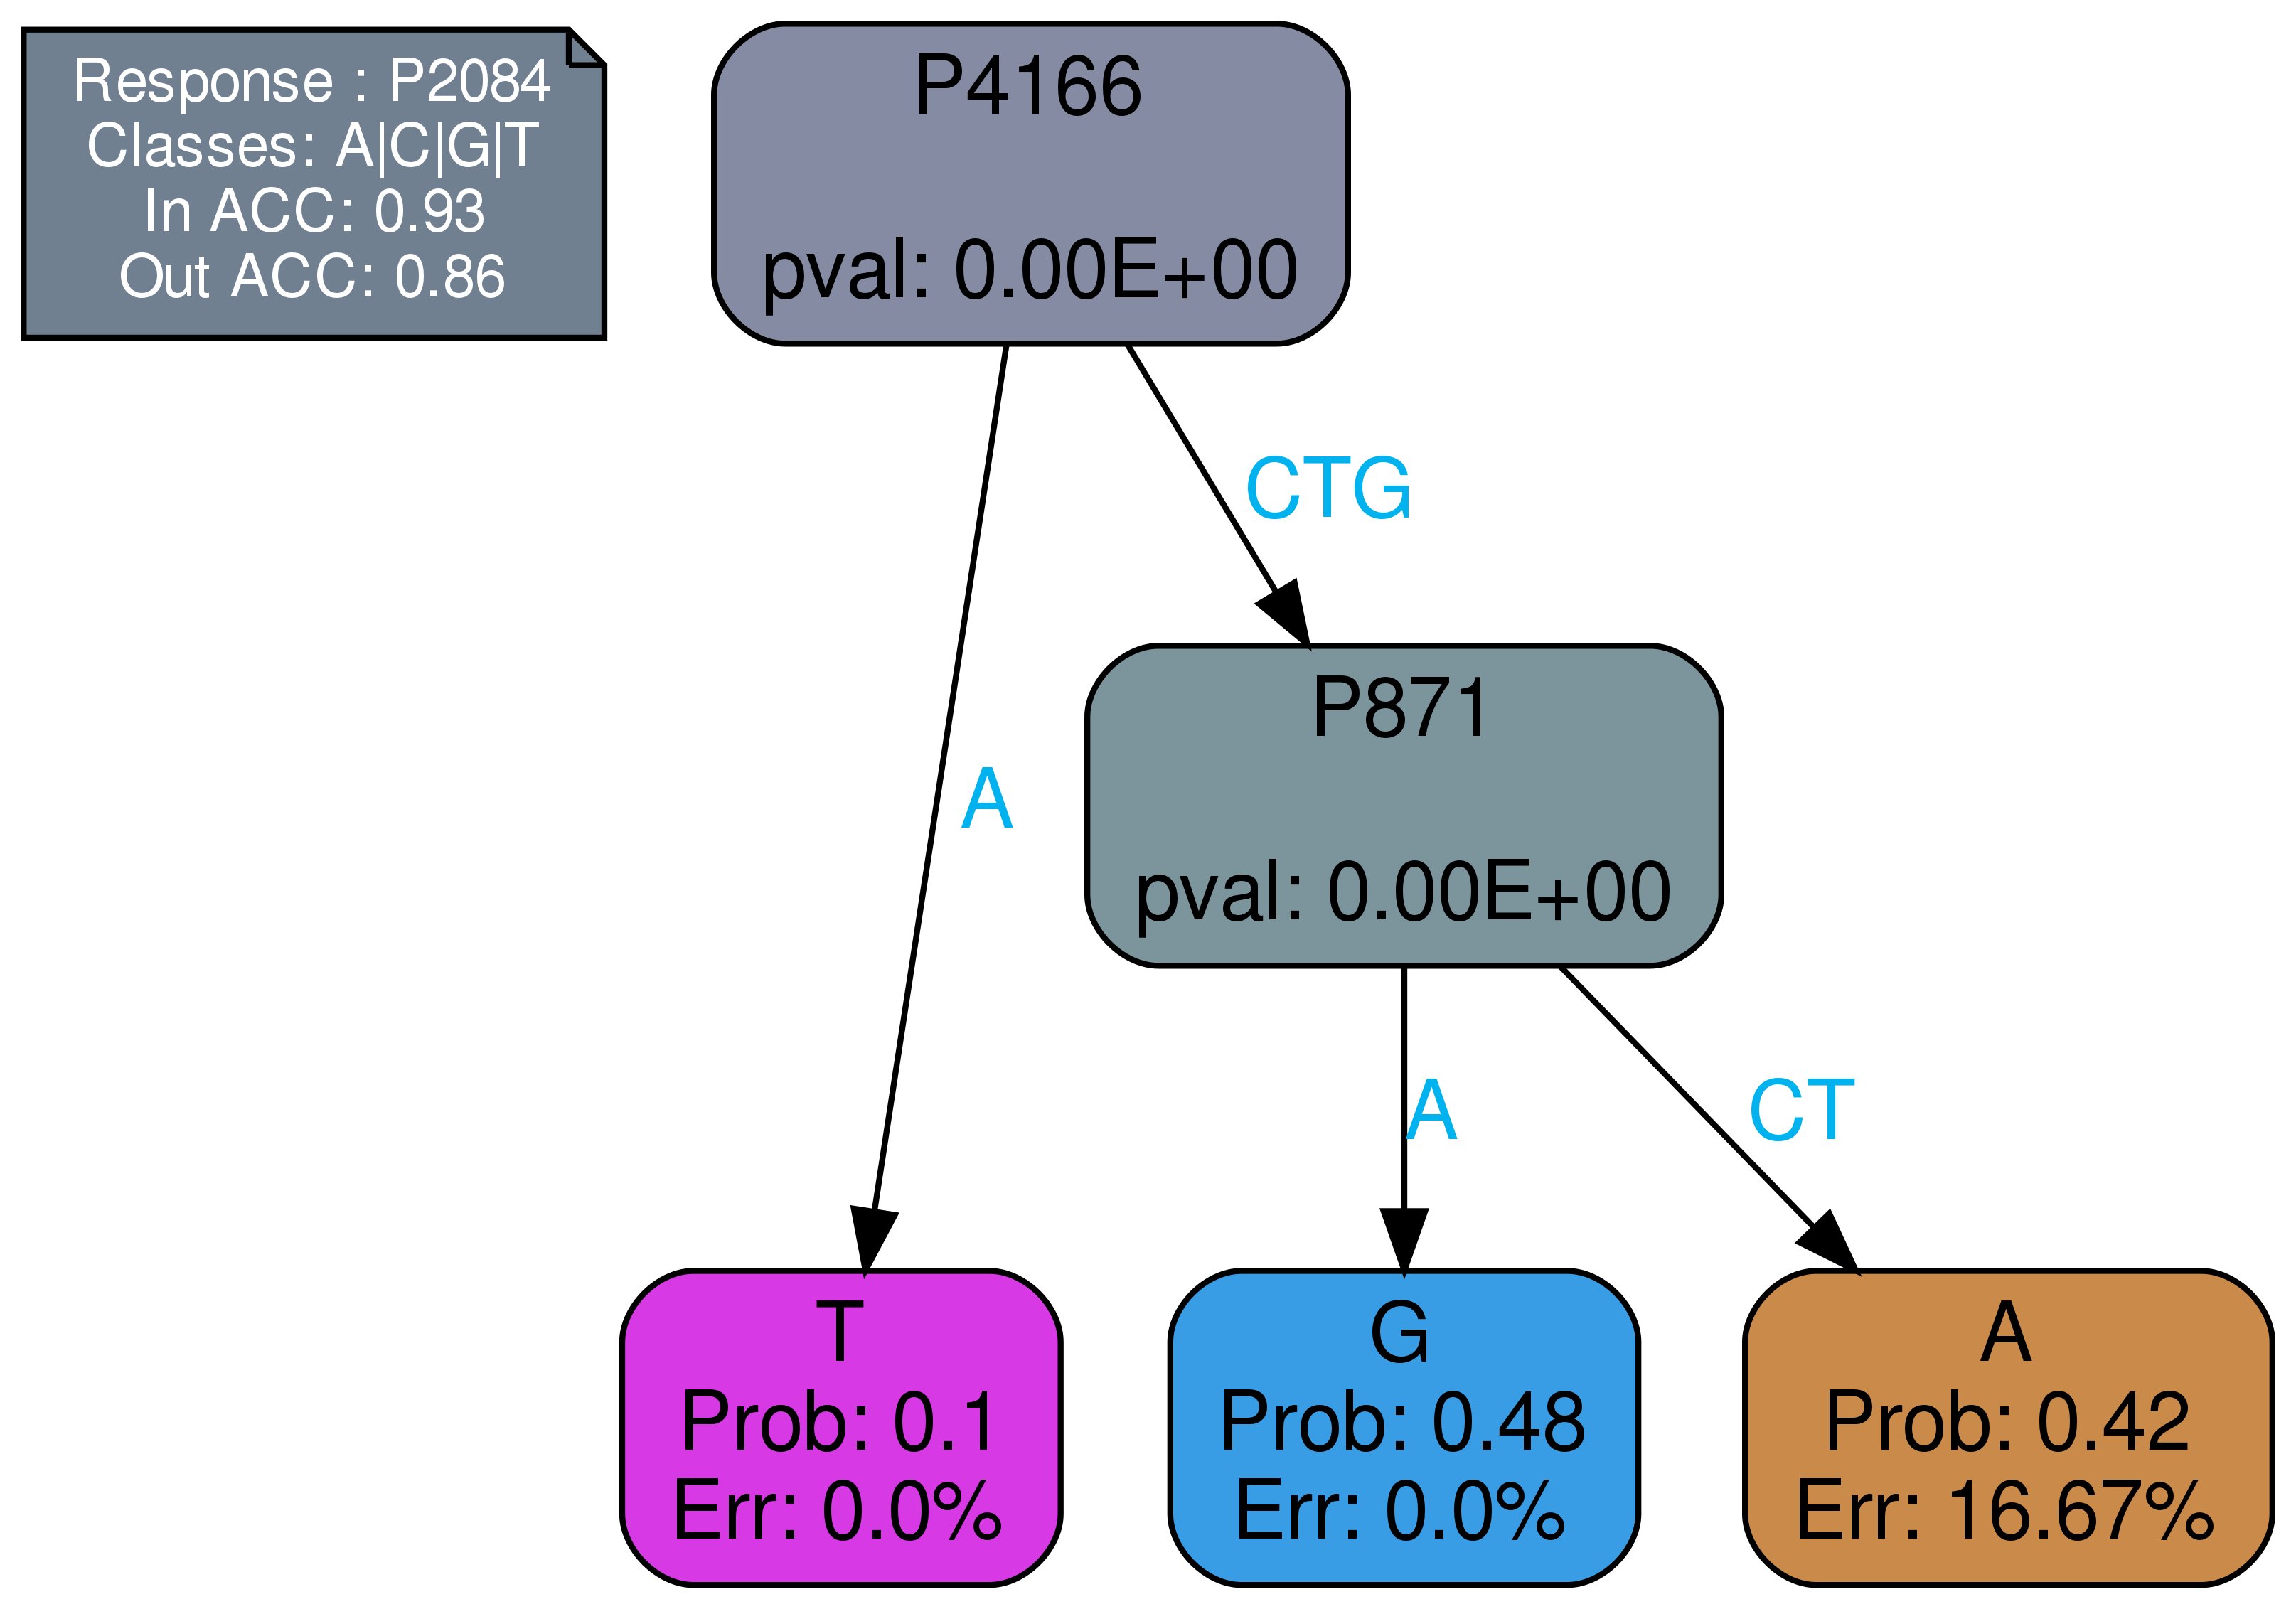 Response : P2084
Classes: A|C|G|T
In ACC: 0.93
Out ACC: 0.86
P4166
pval: 0.00E+00
CTG
A
P871
pval: 0.00E+00
A
CT
T
Prob: 0.1
Err: 0.0%
G
Prob: 0.48
Err: 0.0%
A
Prob: 0.42
Err: 16.67%